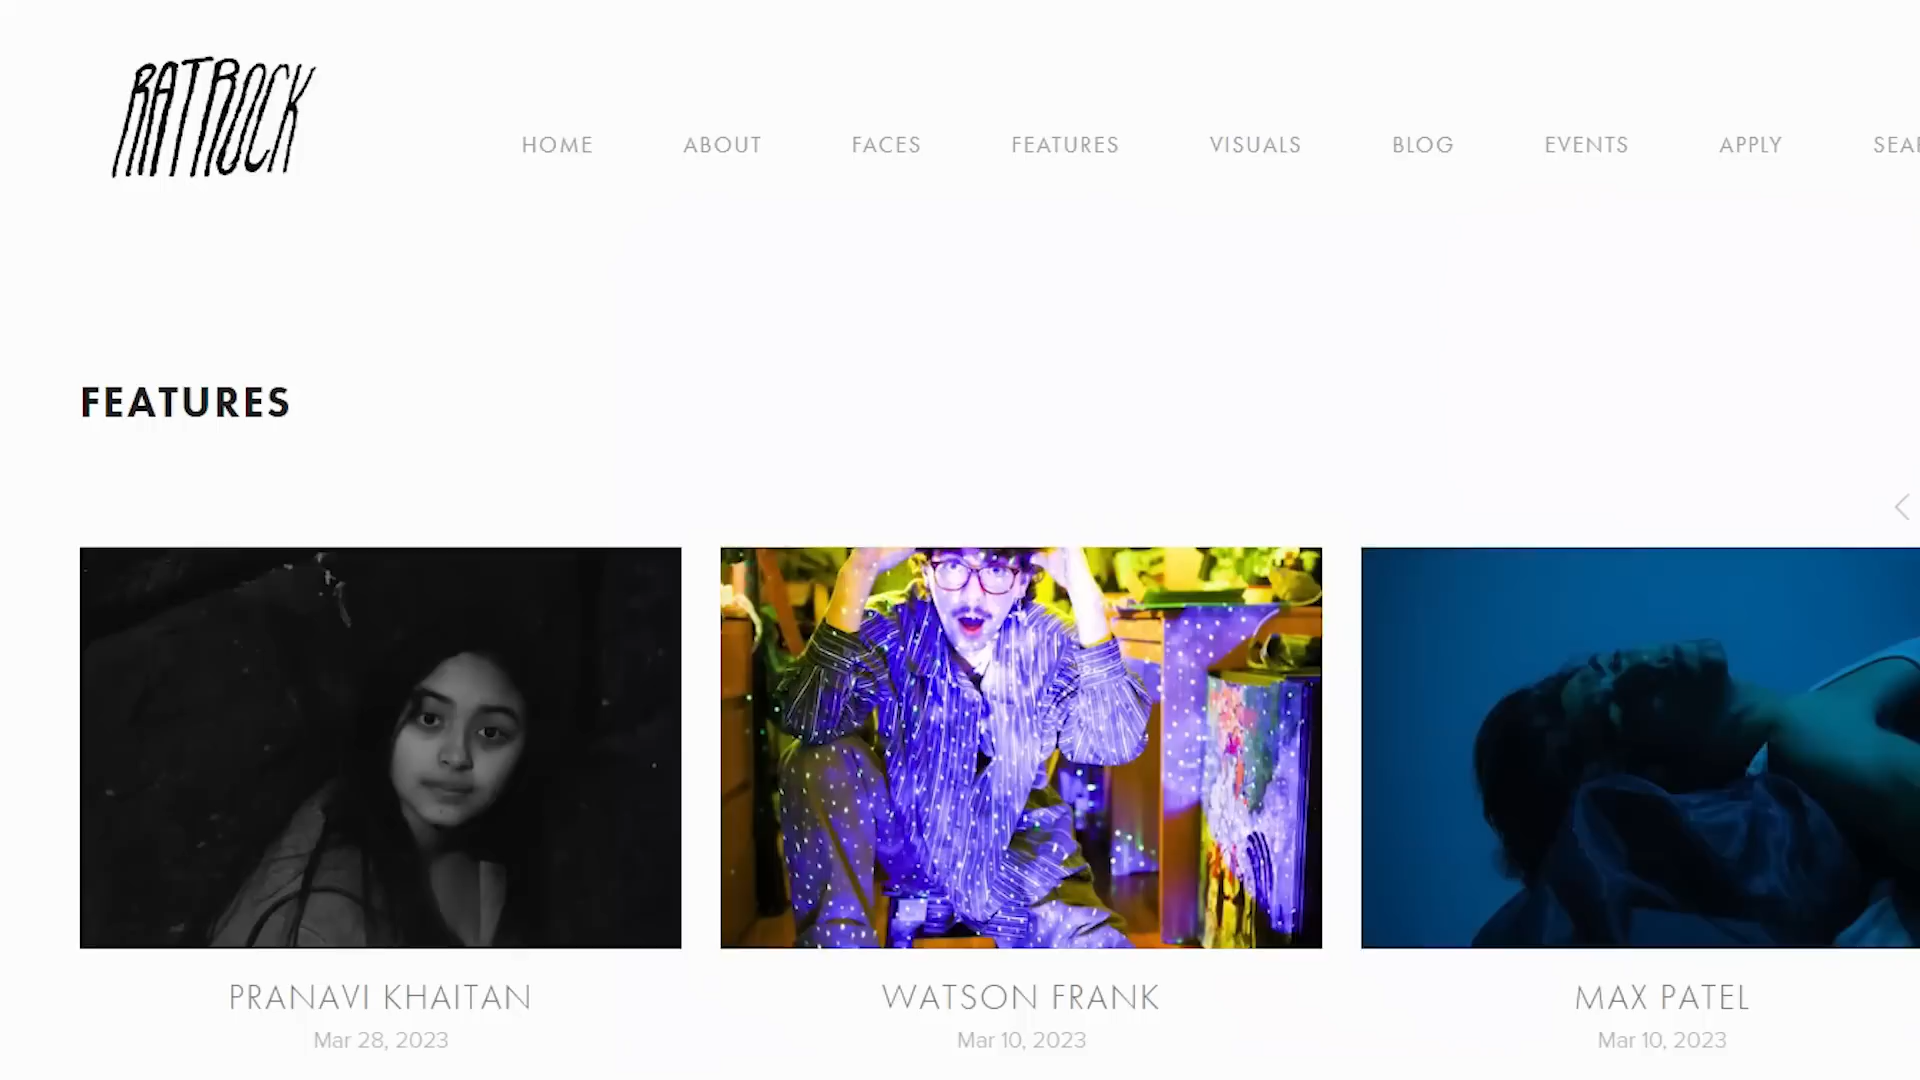 RATROCK
HOME ABOUT FACES FEATURES VISUALS BLOG EVENTS APPLY
FEATURES
PRANAVI KHAITAN WATSON FRANK MAX PATEL
Mar 28, 2023 Mar 10, 2023 Mar 10, 2023